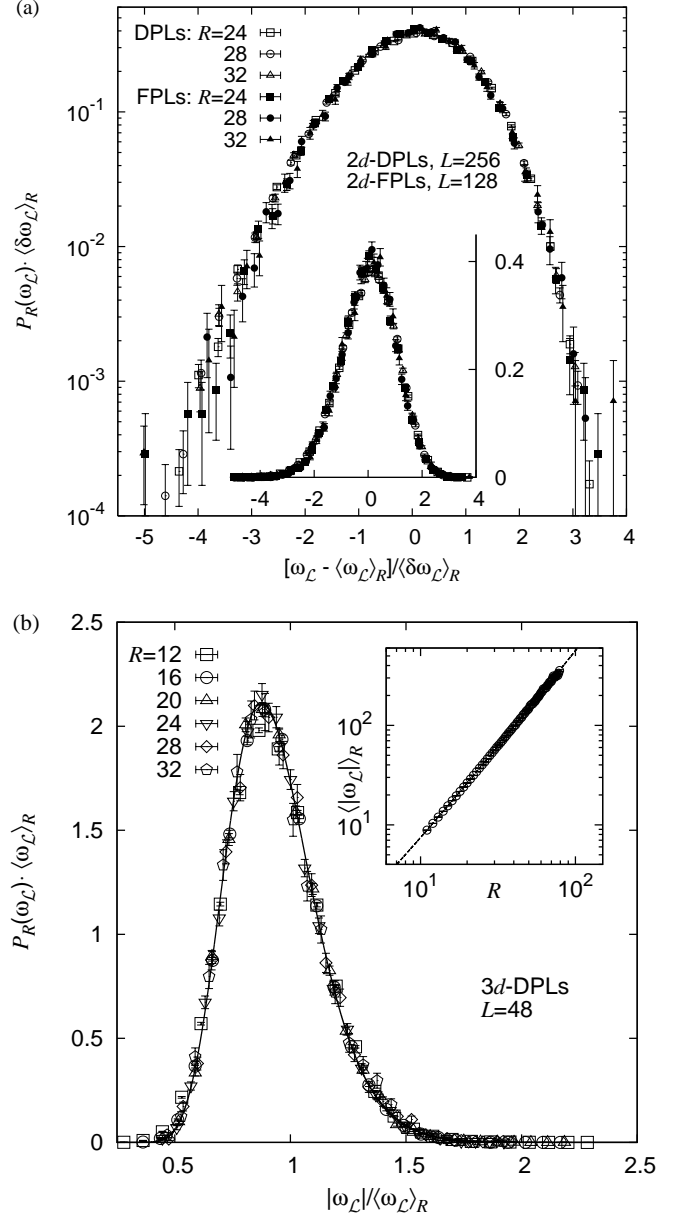 (a)
DPLs: R=24
28
32
FPLs: R=24
28
32
2d-DPLs, L=256
2d-FPLs, L=128
P_R(ω_ℒ)· ⟨δω_ℒ⟩_R
10^-1
10^-2
10^-3
10^-4
0.4
0.2
0
-4 -2 0 2 4
-5 -4 -3 -2 -1 0 1 2 3 4
[ω_ℒ - ⟨ω_ℒ⟩_R]/⟨δω_ℒ⟩_R
(b)
R=12
16
20
24
28
32
P_R(ω_ℒ)· ⟨ω_ℒ⟩_R
2.5
2
1.5
1
0.5
0
⟨|ω_ℒ|⟩_R
10^2
10^1
10^1 R 10^2
3d-DPLs
L=48
0.5 1 1.5 2 2.5
|ω_ℒ|/⟨ω_ℒ⟩_R